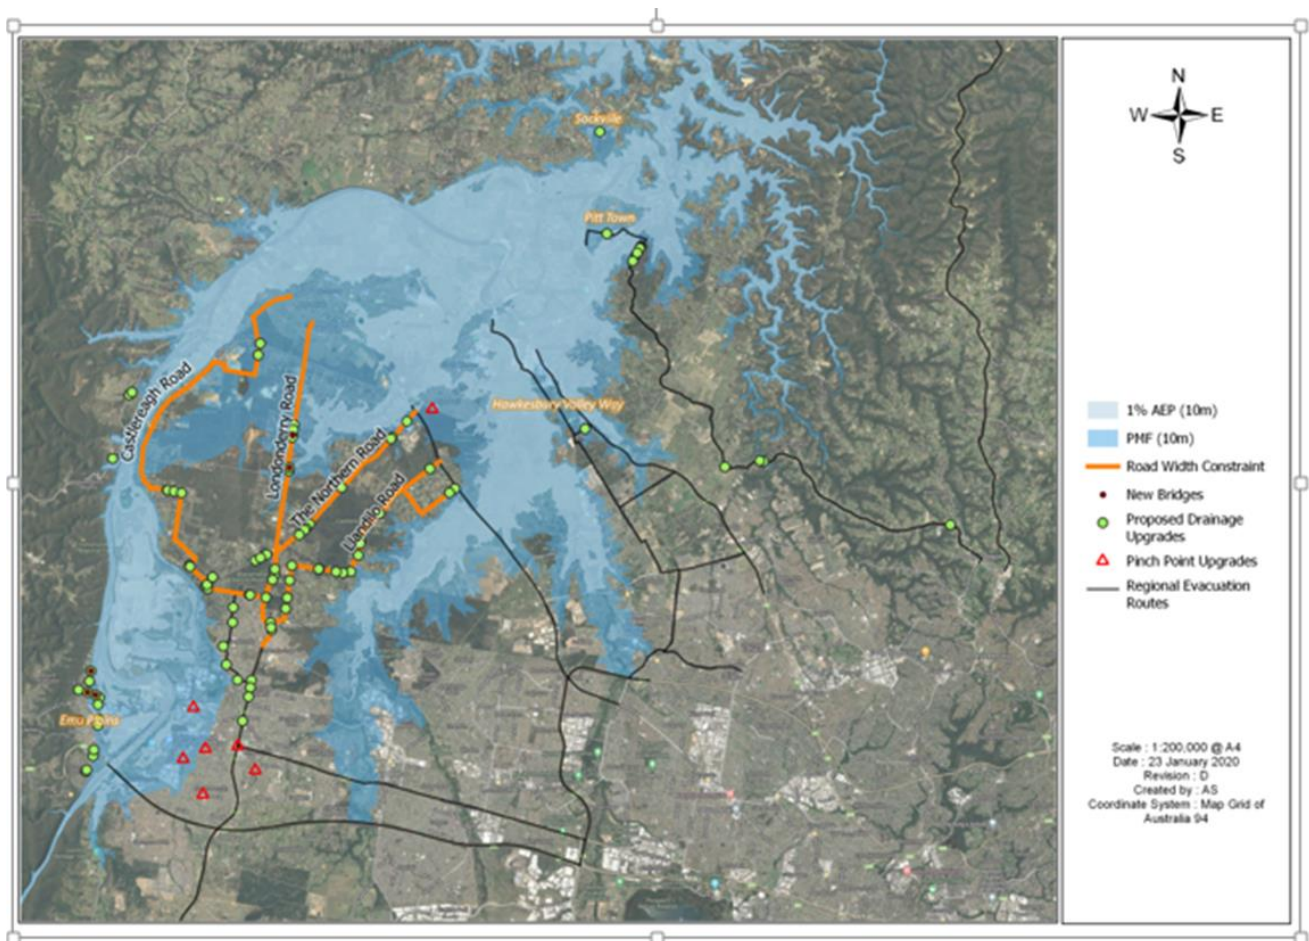 N
W E
S
Sackville
Pitt Town
Castlereagh Road
Londonderry Road
The Northern Road
Llandilo Road
Hawkesbury Valley Way
Emu Plains
1% AEP (10m)
PMF (10m)
Road Width Constraint
New Bridges
Proposed Drainage
Upgrades
Pinch Point Upgrades
Regional Evacuation
Routes
Scale : 1:200,000 @ A4
Date : 23 January 2020
Revision : D
Created by : AS
Coordinate System : Map Grid of
Australia 94